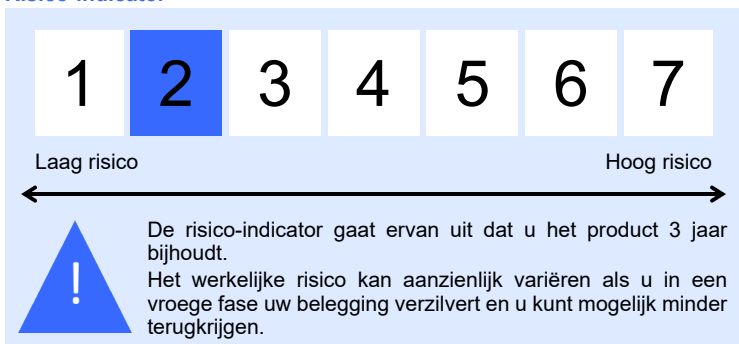 1 2 3 4 5 6 7
Laag risico Hoog risico
!
De risico-indicator gaat ervan uit dat u het product 3 jaar
bijhoudt.
Het werkelijke risico kan aanzienlijk variëren als u in een
vroege fase uw belegging verzilvert en u kunt mogelijk minder
terugkrijgen.